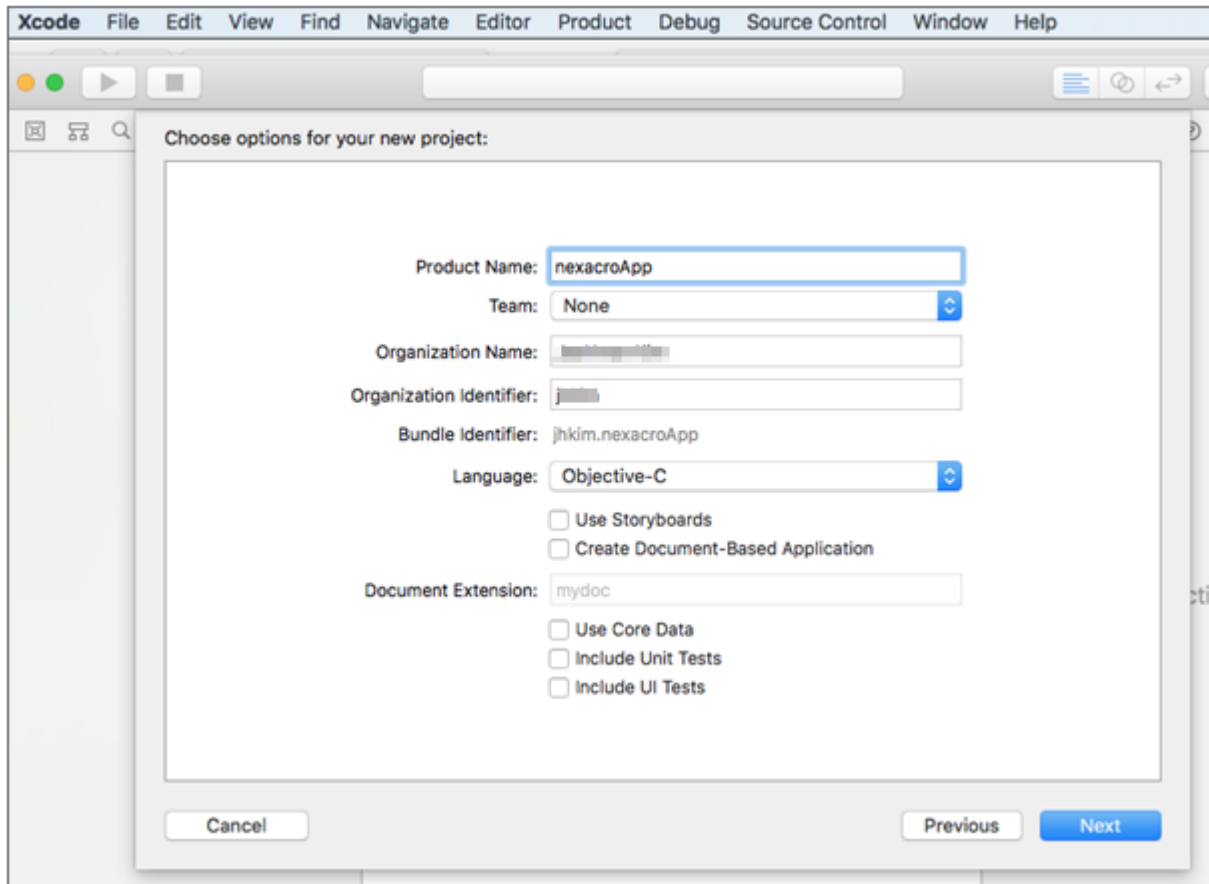 Xcode File Edit View Find Navigate Editor Product Debug Source Control Window Help
Choose options for your new project:
Product Name: nexacroApp
Team: None
Organization Name:
Organization Identifier: j
Bundle Identifier: jhkim.nexacroApp
Language: Objective-C
Use Storyboards
Create Document-Based Application
Document Extension: mydoc
Use Core Data
Include Unit Tests
Include UI Tests
cti
Cancel Previous Next